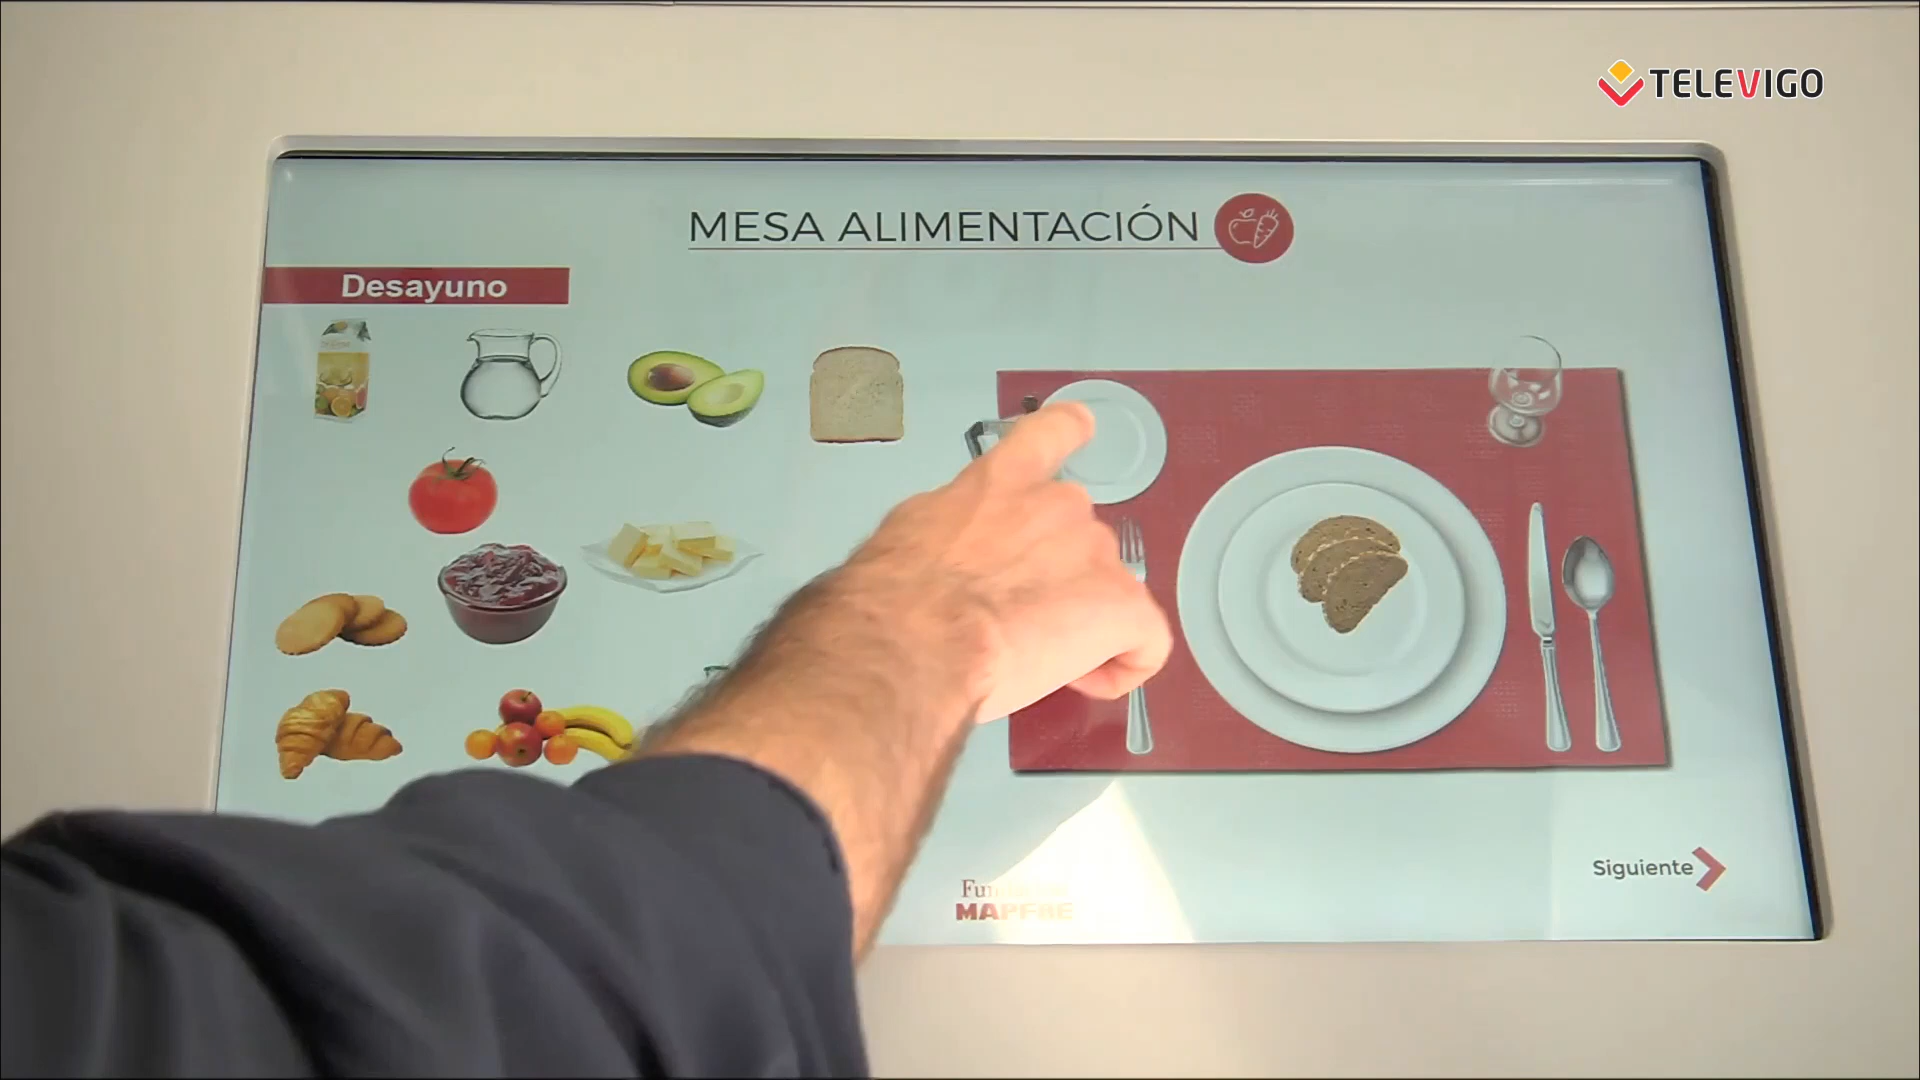 TELEVIGO
MESA ALIMENTACIÓN
Desayuno
Siguiente
MAPFRE